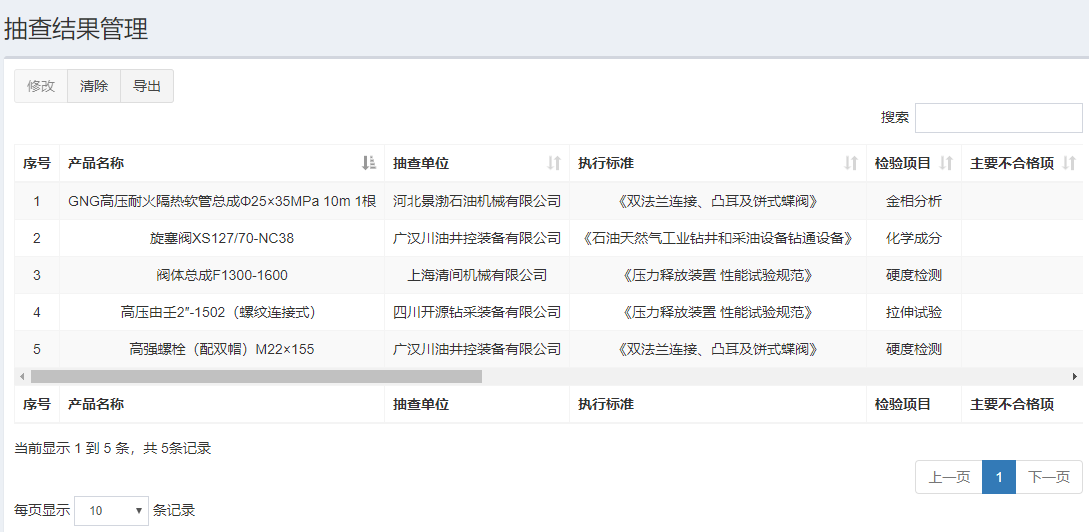 抽查结果管理
修改 清除 导出
搜索
序号 产品名称 抽查单位 执行标准 检验项目 主要不合格项
1 GNG高压耐火隔热软管总成Φ25×35MPa 10m 1根 河北景渤石油机械有限公司 《双法兰连接、凸耳及饼式蝶阀》 金相分析
2 旋塞阀XS127/70-NC38 广汉川油井控装备有限公司 《石油天然气工业钻井和采油设备钻通设备》 化学成分
3 阀体总成F1300-1600 上海清间机械有限公司 《压力释放装置 性能试验规范》 硬度检测
4 高压由壬2″-1502（螺纹连接式） 四川开源钻采装备有限公司 《压力释放装置 性能试验规范》 拉伸试验
5 高强螺栓（配双帽）M22×155 广汉川油井控装备有限公司 《双法兰连接、凸耳及饼式蝶阀》 硬度检测
序号 产品名称 抽查单位 执行标准 检验项目 主要不合格项
当前显示 1 到 5 条，共 5条记录
上一页 1 下一页
每页显示 10 条记录